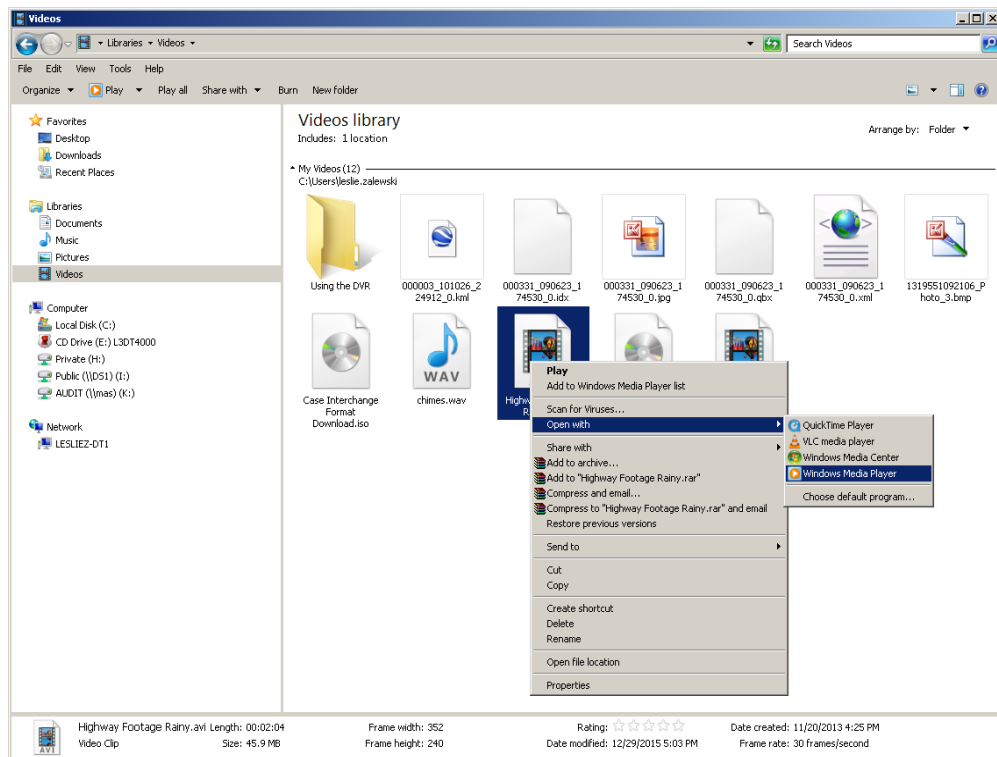 Videos
Libraries Videos
Search Videos
File Edit View Tools Help
Organize Play Play all Share with Burn New folder
Favorites
Desktop
Downloads
Recent Places
Libraries
Documents
Music
Pictures
Videos
Computer
Local Disk (C:)
CD Drive (E:) L3DT4000
Private (H:)
Public (\\DS1) (I:)
AUDIT (\\mas) (K:)
Network
LESLIEZ-DT1
Videos library
Includes: 1 location
Arrange by: Folder
My Videos (12)
C:\Users\leslie.zalewski
Using the DVR
000003_101026_2
24912_0.kml
000331_090623_1
74530_0.idx
000331_090623_1
74530_0.jpg
000331_090623_1
74530_0.qbx
000331_090623_1
74530_0.xml
1319551092106_P
hoto_3.bmp
Case Interchange
Format
Download.iso
WAV
chimes.wav
Play
Add to Windows Media Player list
Scan for Viruses...
Open with
Share with
Add to archive...
Add to "Highway Footage Rainy.rar"
Compress and email...
Compress to "Highway Footage Rainy.rar" and email
Restore previous versions
Send to
Cut
Copy
Create shortcut
Delete
Rename
Open file location
Properties
QuickTime Player
VLC media player
Windows Media Center
Windows Media Player
Choose default program...
Highway Footage Rainy.avi Length: 00:02:04 Frame width: 352 Rating: Date created: 11/20/2013 4:25 PM
Video Clip Size: 45.9 MB Frame height: 240 Date modified: 12/29/2015 5:03 PM Frame rate: 30 frames/second
AVI